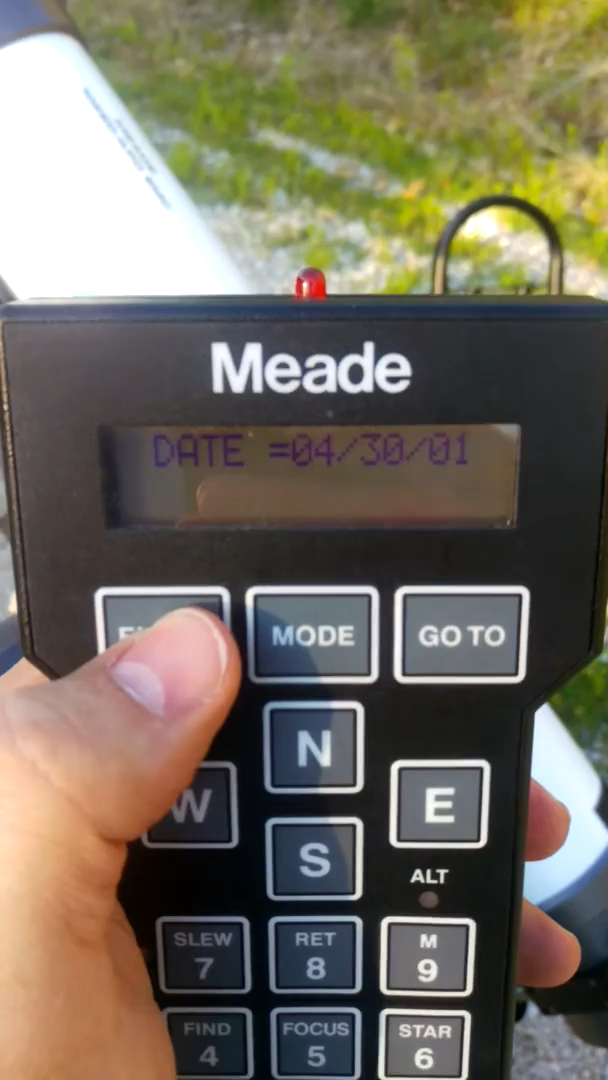 Meade
DATE =04/30/01
MODE
GO TO
N
W
E
S
ALT
SLEW
7
RET
8
M
9
FIND
4
FOCUS
5
STAR
6